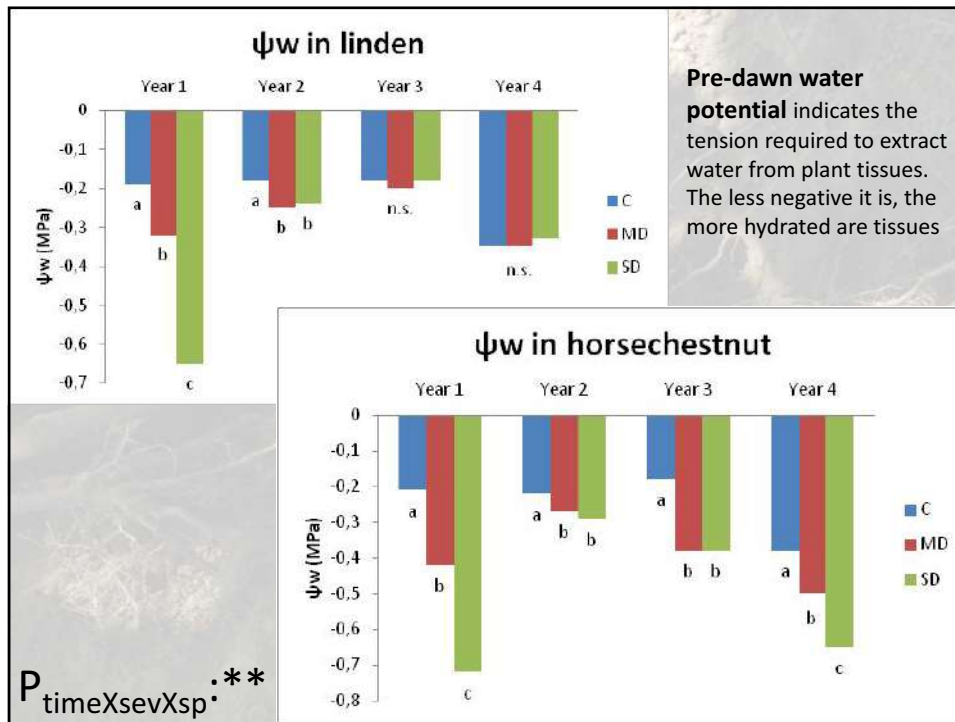 ψw in linden
Year 1 Year 2 Year 3 Year 4
0
-0,1
-0,2
-0,3
-0,4
-0,5
-0,6
-0,7
ψw (MPa)
a b c
a b b
n.s.
n.s.
C
MD
SD
Pre-dawn water
potential indicates the
tension required to extract
water from plant tissues.
The less negative it is, the
more hydrated are tissues
ψw in horsechestnut
Year 1 Year 2 Year 3 Year 4
0
-0,1
-0,2
-0,3
-0,4
-0,5
-0,6
-0,7
-0,8
ψw (MPa)
a b c
a b b
a b b
a b c
C
MD
SD
PtimeXsevXsp:**